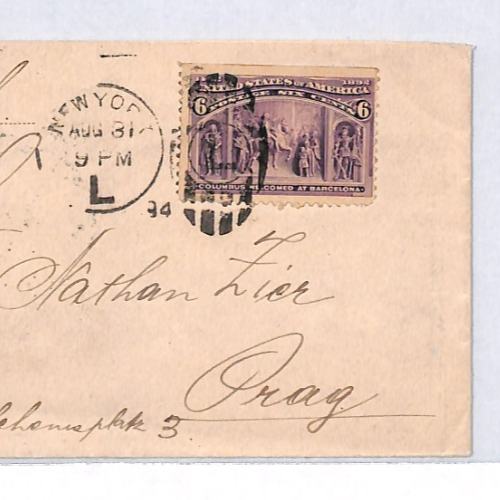 NEW YORK
AUG 31
9 PM
L
94
1892
UNITED STATES OF AMERICA
POSTAGE SIX CENTS
6 6
COLUMBUS WELCOMED AT BARCELONA
Nathan Zier
Prag
3